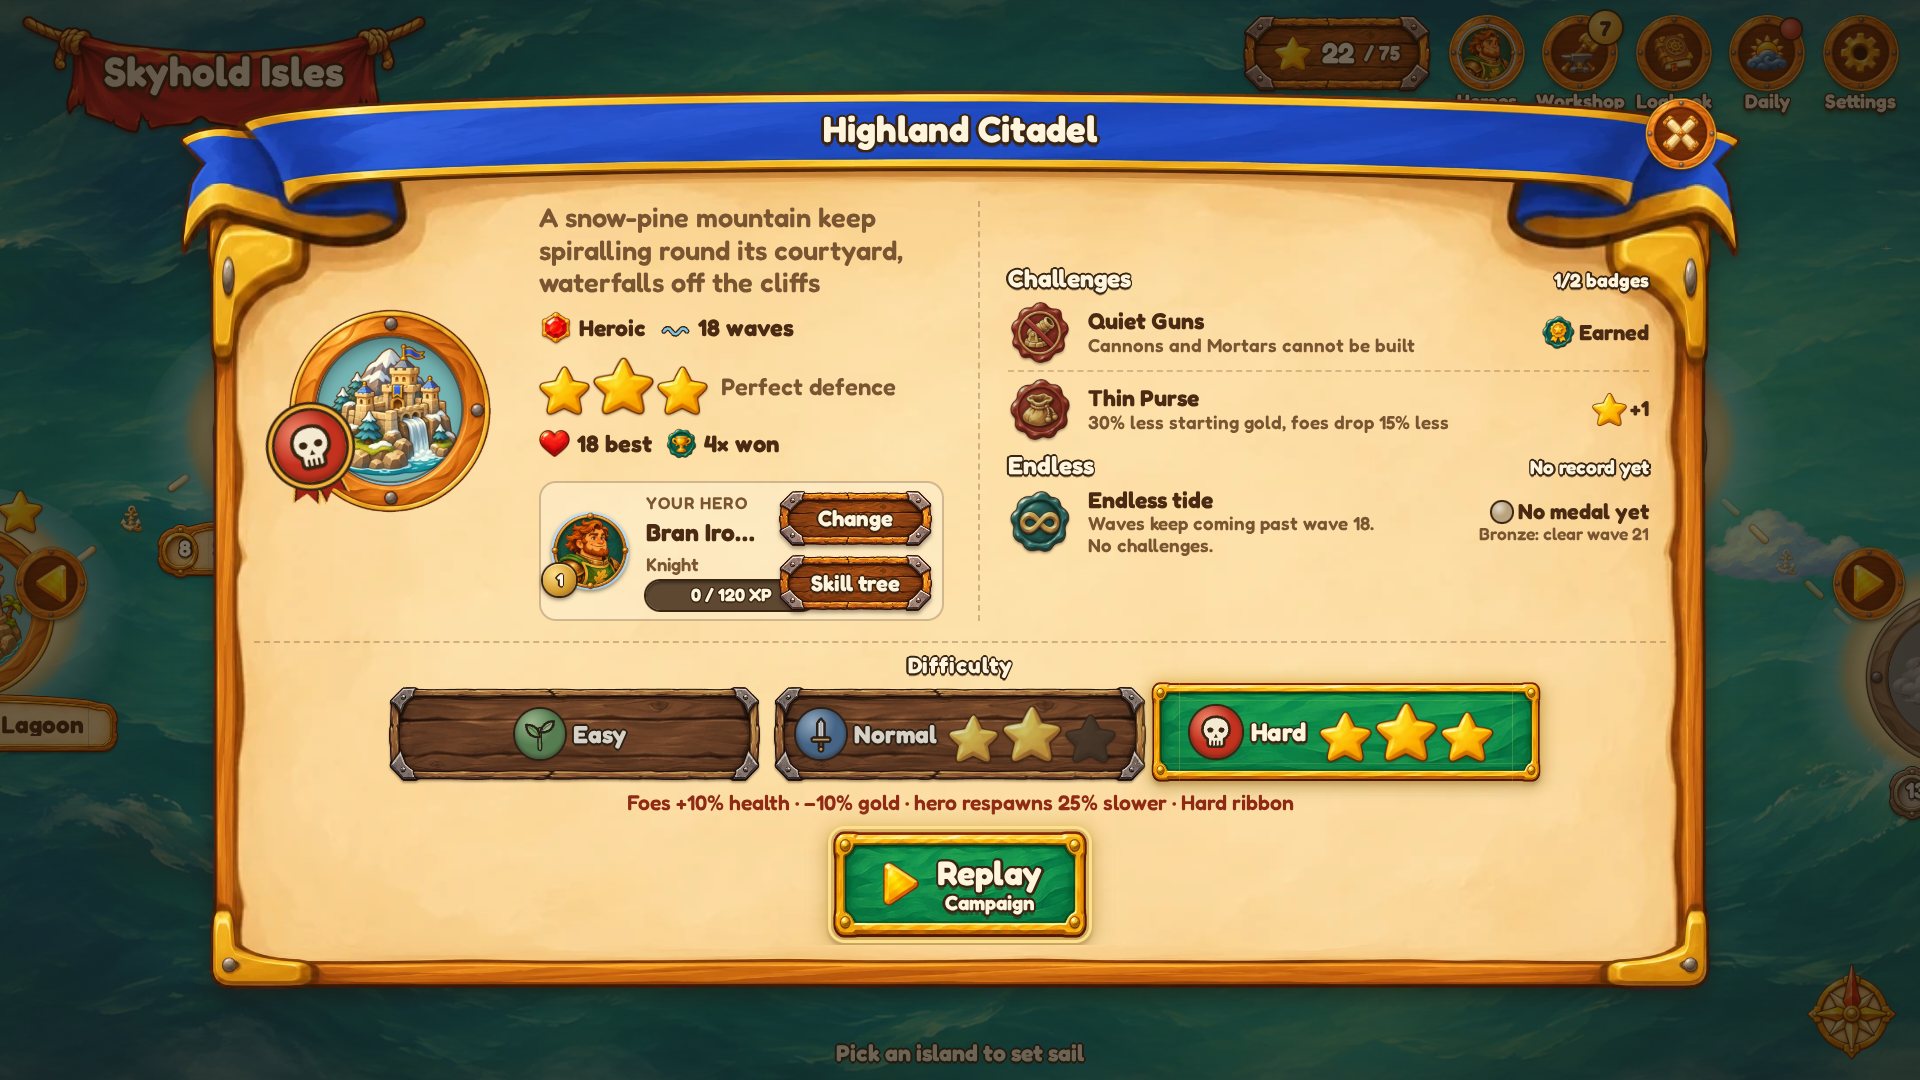 Skyhold Isles
22 / 75
7
Workshop
Daily
Settings
Highland Citadel
A snow-pine mountain keep
spiralling round its courtyard,
waterfalls off the cliffs
Heroic
18 waves
Perfect defence
18 best
4x won
YOUR HERO
Bran Iro...
Knight
1
0 / 120 XP
Change
Skill tree
Challenges
1/2 badges
Quiet Guns
Cannons and Mortars cannot be built
Earned
Thin Purse
30% less starting gold, foes drop 15% less
+1
Endless
No record yet
Endless tide
Waves keep coming past wave 18.
No challenges.
No medal yet
Bronze: clear wave 21
8
Lagoon
Difficulty
Easy
Normal
Hard
Foes +10% health · −10% gold · hero respawns 25% slower · Hard ribbon
Replay
Campaign
Pick an island to set sail